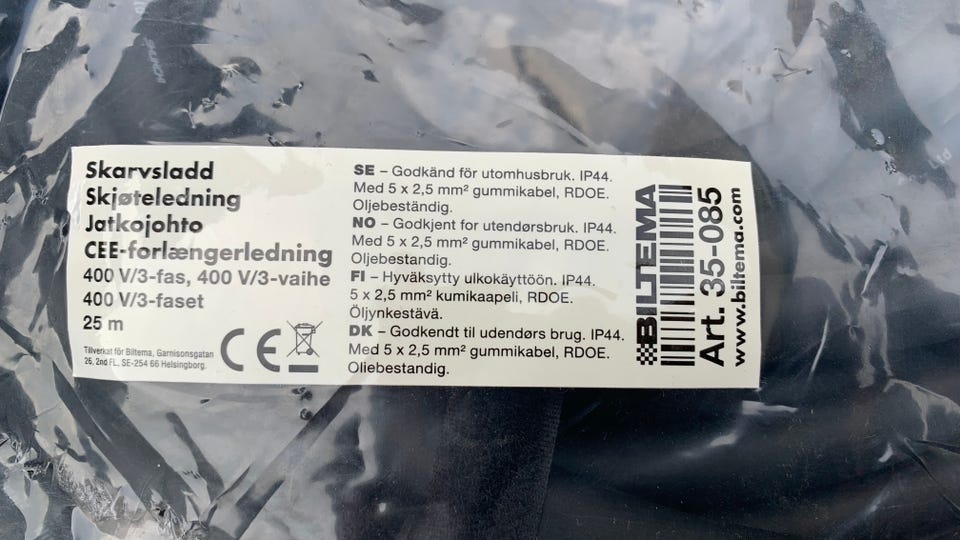 Skarvsladd
Skjøteledning
Jatkojohto
CEE-forlængerledning
400 V/3-fas, 400 V/3-vaihe
400 V/3-faset
25 m
Tillverkat för Biltema, Garnisonsgatan
26, 2nd FL, SE-254 66 Helsingborg.
CE
SE – Godkänd för utomhusbruk. IP44.
Med 5 x 2,5 mm² gummikabel, RDOE.
Oljebeständig.
NO – Godkjent for utendørsbruk. IP44.
Med 5 x 2,5 mm² gummikabel, RDOE.
Oljebestandig.
FI – Hyväksytty ulkokäyttöön. IP44.
5 x 2,5 mm² kumikaapeli, RDOE.
Öljynkestävä.
DK – Godkendt til udendørs brug. IP44.
Med 5 x 2,5 mm² gummikabel, RDOE.
Oliebestandig.
BILTEMA
Art. 35-085
www.biltema.com